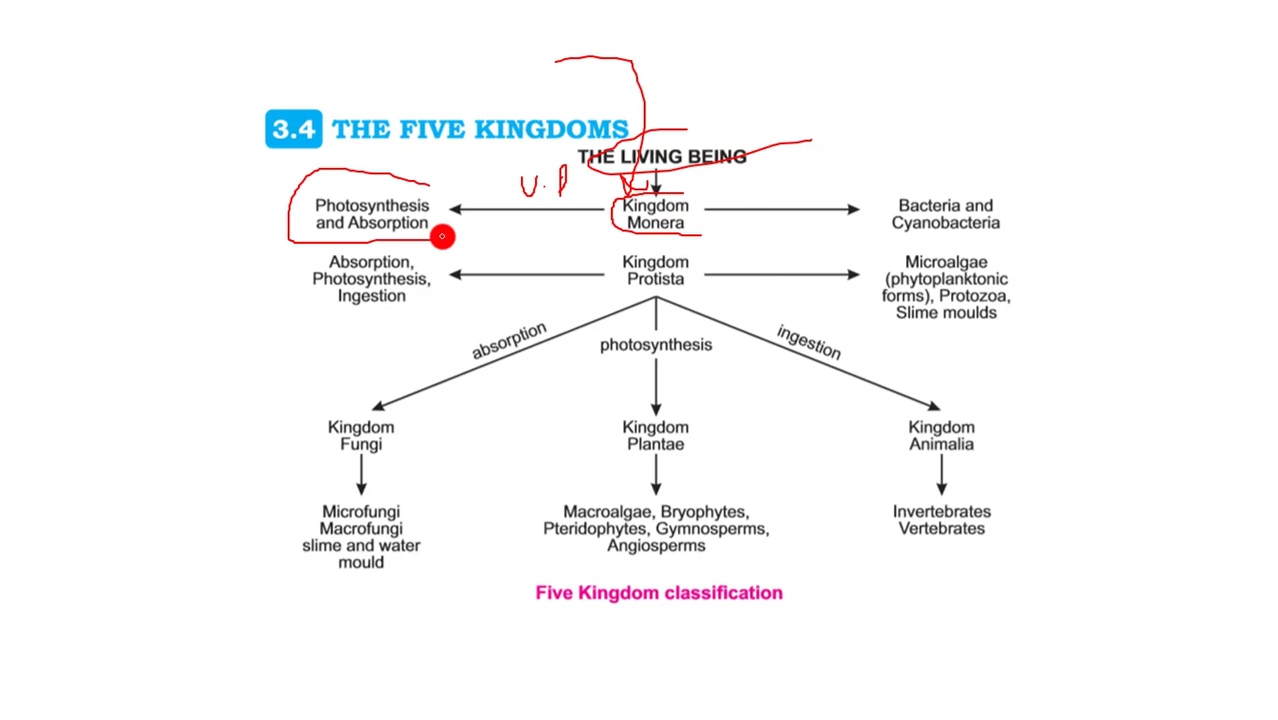 3.4 THE FIVE KINGDOMS
THE LIVING BEING
U.P
Photosynthesis
and Absorption
Kingdom
Monera
Bacteria and
Cyanobacteria
Absorption,
Photosynthesis,
Ingestion
Kingdom
Protista
Microalgae
(phytoplanktonic
forms), Protozoa,
Slime moulds
absorption
photosynthesis
ingestion
Kingdom
Fungi
Kingdom
Plantae
Kingdom
Animalia
Microfungi
Macrofungi
slime and water
mould
Macroalgae, Bryophytes,
Pteridophytes, Gymnosperms,
Angiosperms
Invertebrates
Vertebrates
Five Kingdom classification